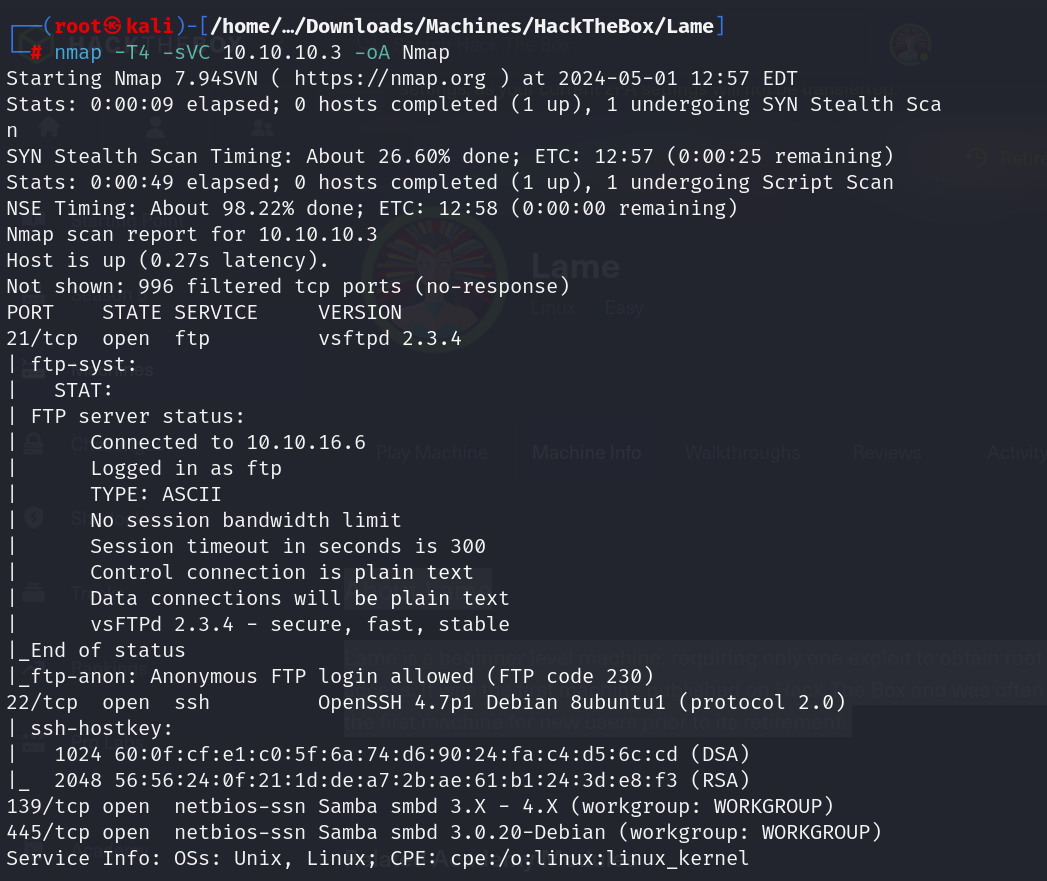 ┌──(root㉿kali)-[/home/…/Downloads/Machines/HackTheBox/Lame]
└─# nmap -T4 -sVC 10.10.10.3 -oA Nmap
Starting Nmap 7.94SVN ( https://nmap.org ) at 2024-05-01 12:57 EDT
Stats: 0:00:09 elapsed; 0 hosts completed (1 up), 1 undergoing SYN Stealth Sca
n
SYN Stealth Scan Timing: About 26.60% done; ETC: 12:57 (0:00:25 remaining)
Stats: 0:00:49 elapsed; 0 hosts completed (1 up), 1 undergoing Script Scan
NSE Timing: About 98.22% done; ETC: 12:58 (0:00:00 remaining)
Nmap scan report for 10.10.10.3
Host is up (0.27s latency).
Lame
Not shown: 996 filtered tcp ports (no-response)
Linux Easy
PORT    STATE SERVICE     VERSION
21/tcp  open  ftp         vsftpd 2.3.4
| ftp-syst:
|   STAT:
| FTP server status:
|      Connected to 10.10.16.6
Play Machine Machine Info Walkthroughs Reviews Activity
|      Logged in as ftp
|      TYPE: ASCII
|      No session bandwidth limit
|      Session timeout in seconds is 300
|      Control connection is plain text
|      Data connections will be plain text
|      vsFTPd 2.3.4 - secure, fast, stable
|_End of status
|_ftp-anon: Anonymous FTP login allowed (FTP code 230)
22/tcp  open  ssh         OpenSSH 4.7p1 Debian 8ubuntu1 (protocol 2.0)
| ssh-hostkey:
|   1024 60:0f:cf:e1:c0:5f:6a:74:d6:90:24:fa:c4:d5:6c:cd (DSA)
|_  2048 56:56:24:0f:21:1d:de:a7:2b:ae:61:b1:24:3d:e8:f3 (RSA)
139/tcp open  netbios-ssn Samba smbd 3.X - 4.X (workgroup: WORKGROUP)
445/tcp open  netbios-ssn Samba smbd 3.0.20-Debian (workgroup: WORKGROUP)
Service Info: OSs: Unix, Linux; CPE: cpe:/o:linux:linux_kernel